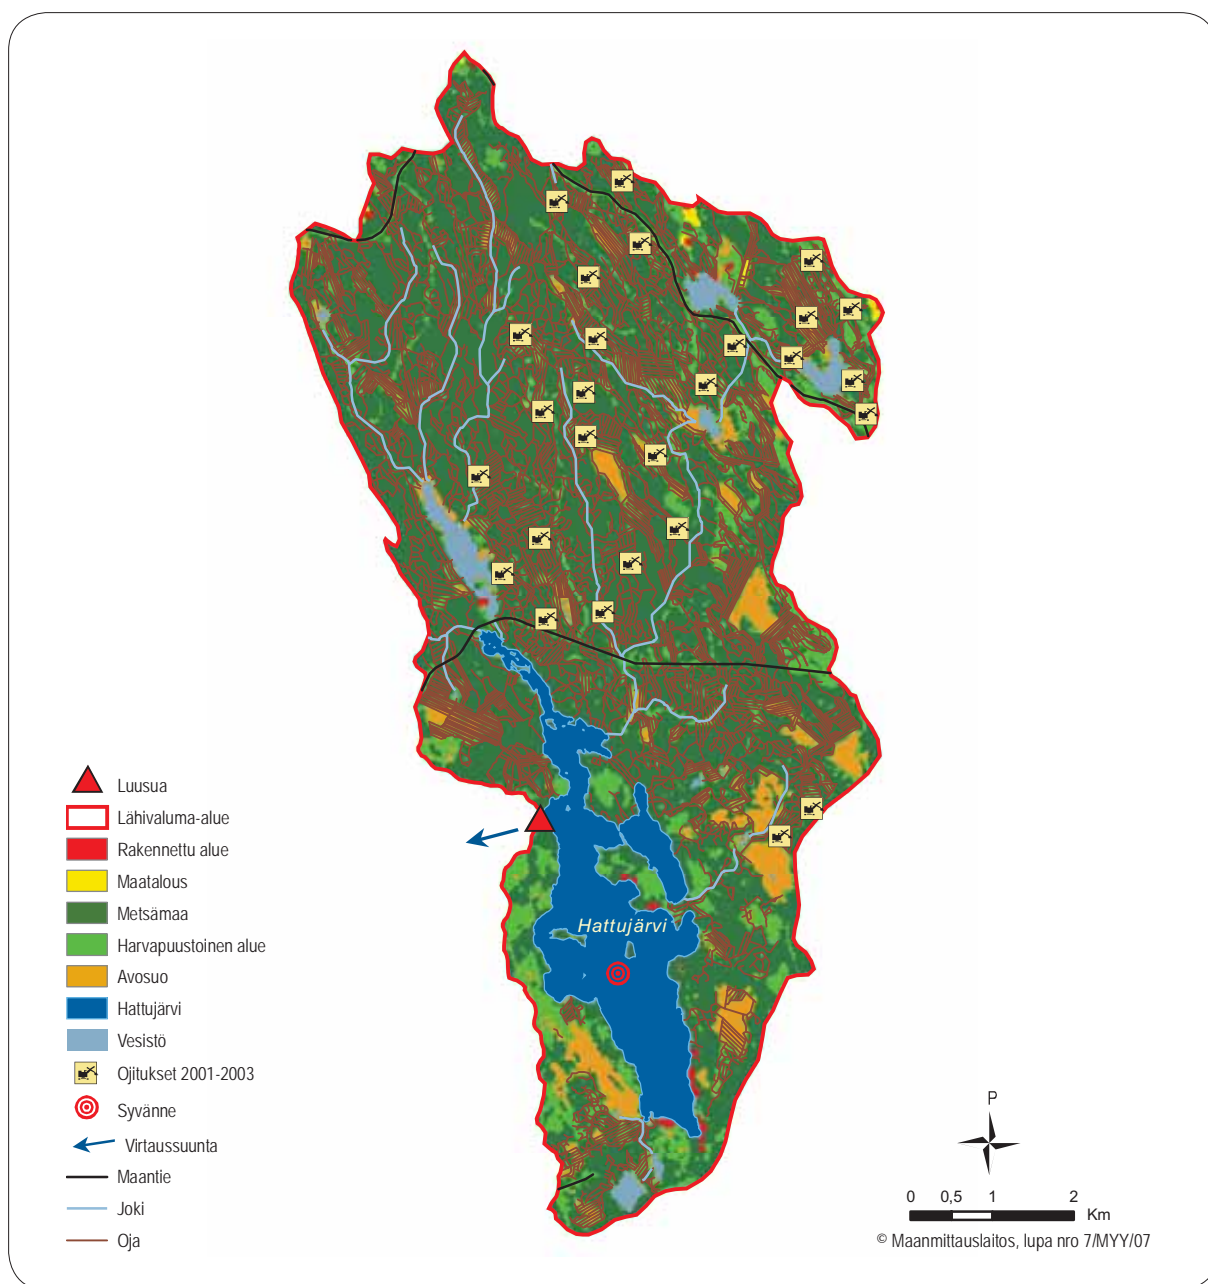 Luusua
Lähivaluma-alue
Rakennettu alue
Maatalous
Metsämaa
Harvapuustoinen alue
Avosuo
Hattujärvi
Vesistö
Ojitukset 2001-2003
Syvänne
Virtaussuunta
Maantie
Joki
Oja
Hattujärvi
P
0 0,5 1 2
Km
© Maanmittauslaitos, lupa nro 7/MYY/07